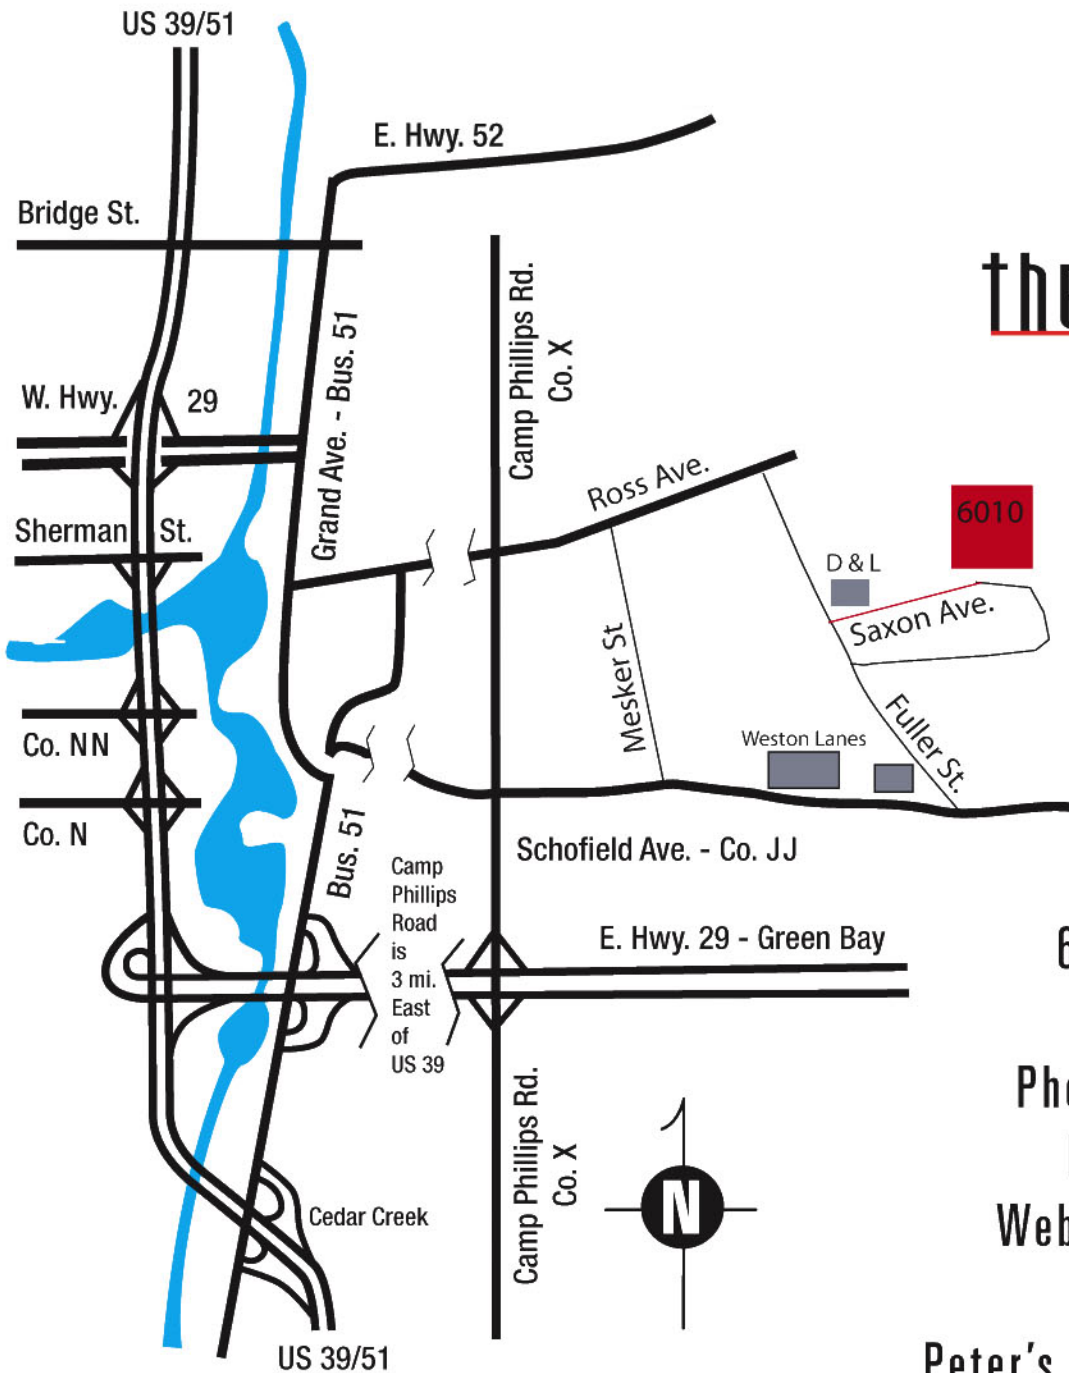 US 39/51
E. Hwy. 52
Bridge St.
W. Hwy. 29
Grand Ave. - Bus. 51
Camp Phillips Rd.
Co. X
Ross Ave.
6010
Sherman St.
D & L
Saxon Ave.
Mesker St
Fuller St.
Co. NN
Weston Lanes
Co. N
Bus. 51
Schofield Ave. - Co. JJ
Camp
Phillips
Road
is
3 mi.
East
of
US 39
E. Hwy. 29 - Green Bay
Camp Phillips Rd.
Co. X
N
Cedar Creek
US 39/51
Web
Peter's